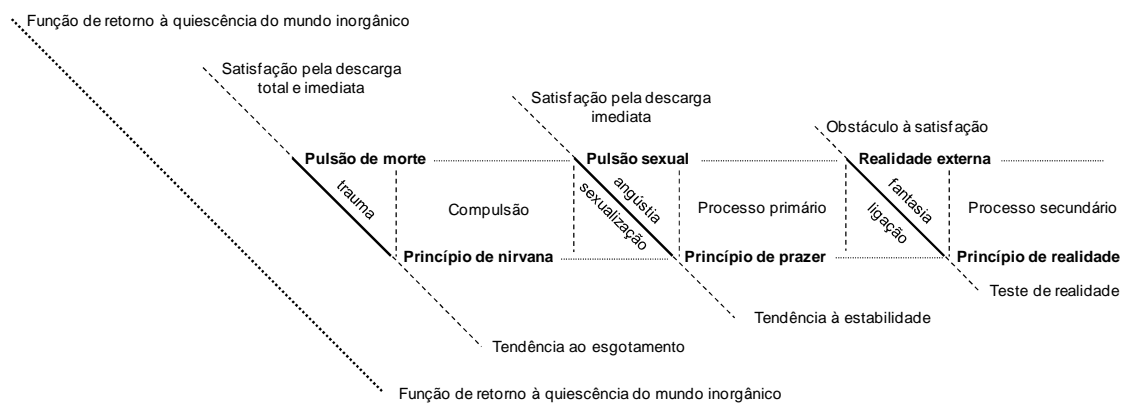 Função de retorno à quiescência do mundo inorgânico
Satisfação pela descarga
total e imediata
Satisfação pela descarga
imediata
Obstáculo à satisfação
Pulsão de morte
Pulsão sexual
Realidade externa
trauma
Compulsão
angústia
sexualização
Processo primário
fantasia
ligação
Processo secundário
Princípio de nirvana
Princípio de prazer
Princípio de realidade
Teste de realidade
Tendência à estabilidade
Tendência ao esgotamento
Função de retorno à quiescência do mundo inorgânico